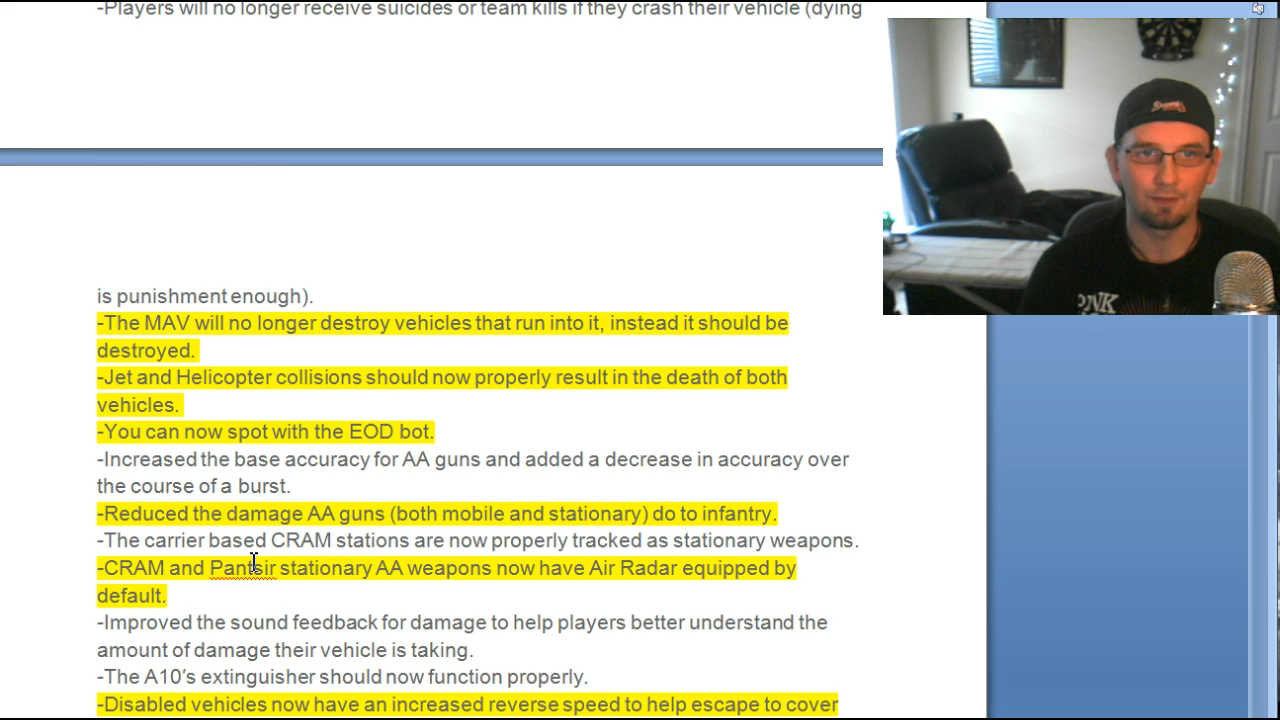 -Players will no longer receive suicides or team kills if they crash their vehicle (dying
is punishment enough).
-The MAV will no longer destroy vehicles that run into it, instead it should be
destroyed.
-Jet and Helicopter collisions should now properly result in the death of both
vehicles.
-You can now spot with the EOD bot.
-Increased the base accuracy for AA guns and added a decrease in accuracy over
the course of a burst.
-Reduced the damage AA guns (both mobile and stationary) do to infantry.
-The carrier based CRAM stations are now properly tracked as stationary weapons.
-CRAM and Pantsir stationary AA weapons now have Air Radar equipped by
default.
-Improved the sound feedback for damage to help players better understand the
amount of damage their vehicle is taking.
-The A10's extinguisher should now function properly.
-Disabled vehicles now have an increased reverse speed to help escape to cover